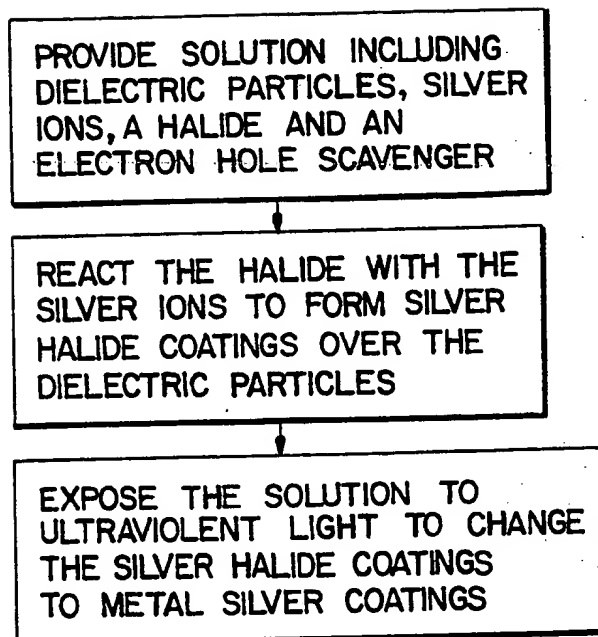 PROVIDE SOLUTION INCLUDING
DIELECTRIC PARTICLES, SILVER
IONS, A HALIDE AND AN
ELECTRON HOLE SCAVENGER
REACT THE HALIDE WITH THE
SILVER IONS TO FORM SILVER
HALIDE COATINGS OVER THE
DIELECTRIC PARTICLES
EXPOSE THE SOLUTION TO
ULTRAVIOLENT LIGHT TO CHANGE
THE SILVER HALIDE COATINGS
TO METAL SILVER COATINGS